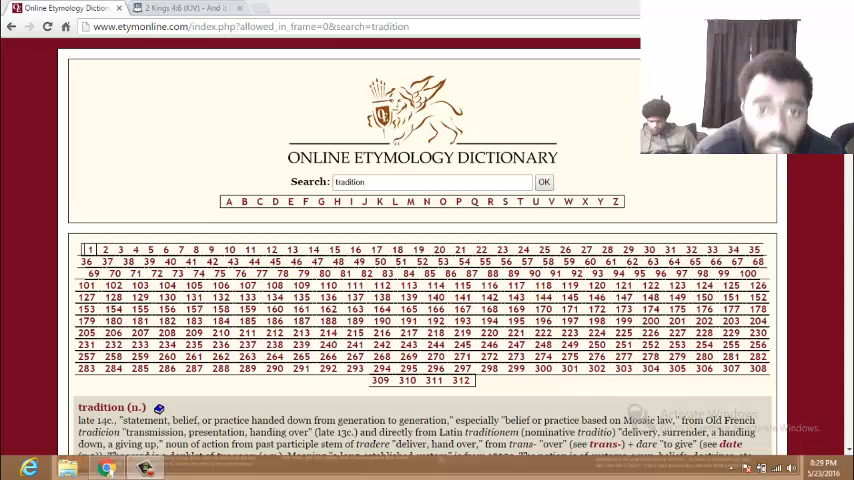 Online Etymology Diction
2 Kings 4:8 (KJV) – And it
www.etymonline.com/index.php?allowed_in_frame=0&search=tradition
ONLINE ETYMOLOGY DICTIONARY
Search: tradition OK
A B C D E F G H I J K L M N O P Q R S T U V W X Y Z
1 2 3 4 5 6 7 8 9 10 11 12 13 14 15 16 17 18 19 20 21 22 23 24 25 26 27 28 29 30 31 32 33 34 35
36 37 38 39 40 41 42 43 44 45 46 47 48 49 50 51 52 53 54 55 56 57 58 59 60 61 62 63 64 65 66 67 68
69 70 71 72 73 74 75 76 77 78 79 80 81 82 83 84 85 86 87 88 89 90 91 92 93 94 95 96 97 98 99 100
101 102 103 104 105 106 107 108 109 110 111 112 113 114 115 116 117 118 119 120 121 122 123 124 125 126
127 128 129 130 131 132 133 134 135 136 137 138 139 140 141 142 143 144 145 146 147 148 149 150 151 152
153 154 155 156 157 158 159 160 161 162 163 164 165 166 167 168 169 170 171 172 173 174 175 176 177 178
179 180 181 182 183 184 185 186 187 188 189 190 191 192 193 194 195 196 197 198 199 200 201 202 203 204
205 206 207 208 209 210 211 212 213 214 215 216 217 218 219 220 221 222 223 224 225 226 227 228 229 230
231 232 233 234 235 236 237 238 239 240 241 242 243 244 245 246 247 248 249 250 251 252 253 254 255 256
257 258 259 260 261 262 263 264 265 266 267 268 269 270 271 272 273 274 275 276 277 278 279 280 281 282
283 284 285 286 287 288 289 290 291 292 293 294 295 296 297 298 299 300 301 302 303 304 305 306 307 308
309 310 311 312
tradition (n.)
late 14c., "statement, belief, or practice handed down from generation to generation," especially "belief or practice based on Mosaic law," from Old French
tradicion "transmission, presentation, handing over" (late 13c.) and directly from Latin traditionem (nominative traditio) "delivery, surrender, a handing
down, a giving up," noun of action from past participle stem of tradere "deliver, hand over," from trans- "over" (see trans-) + dare "to give" (see date
Activate Windows
8:29 PM
5/23/2016